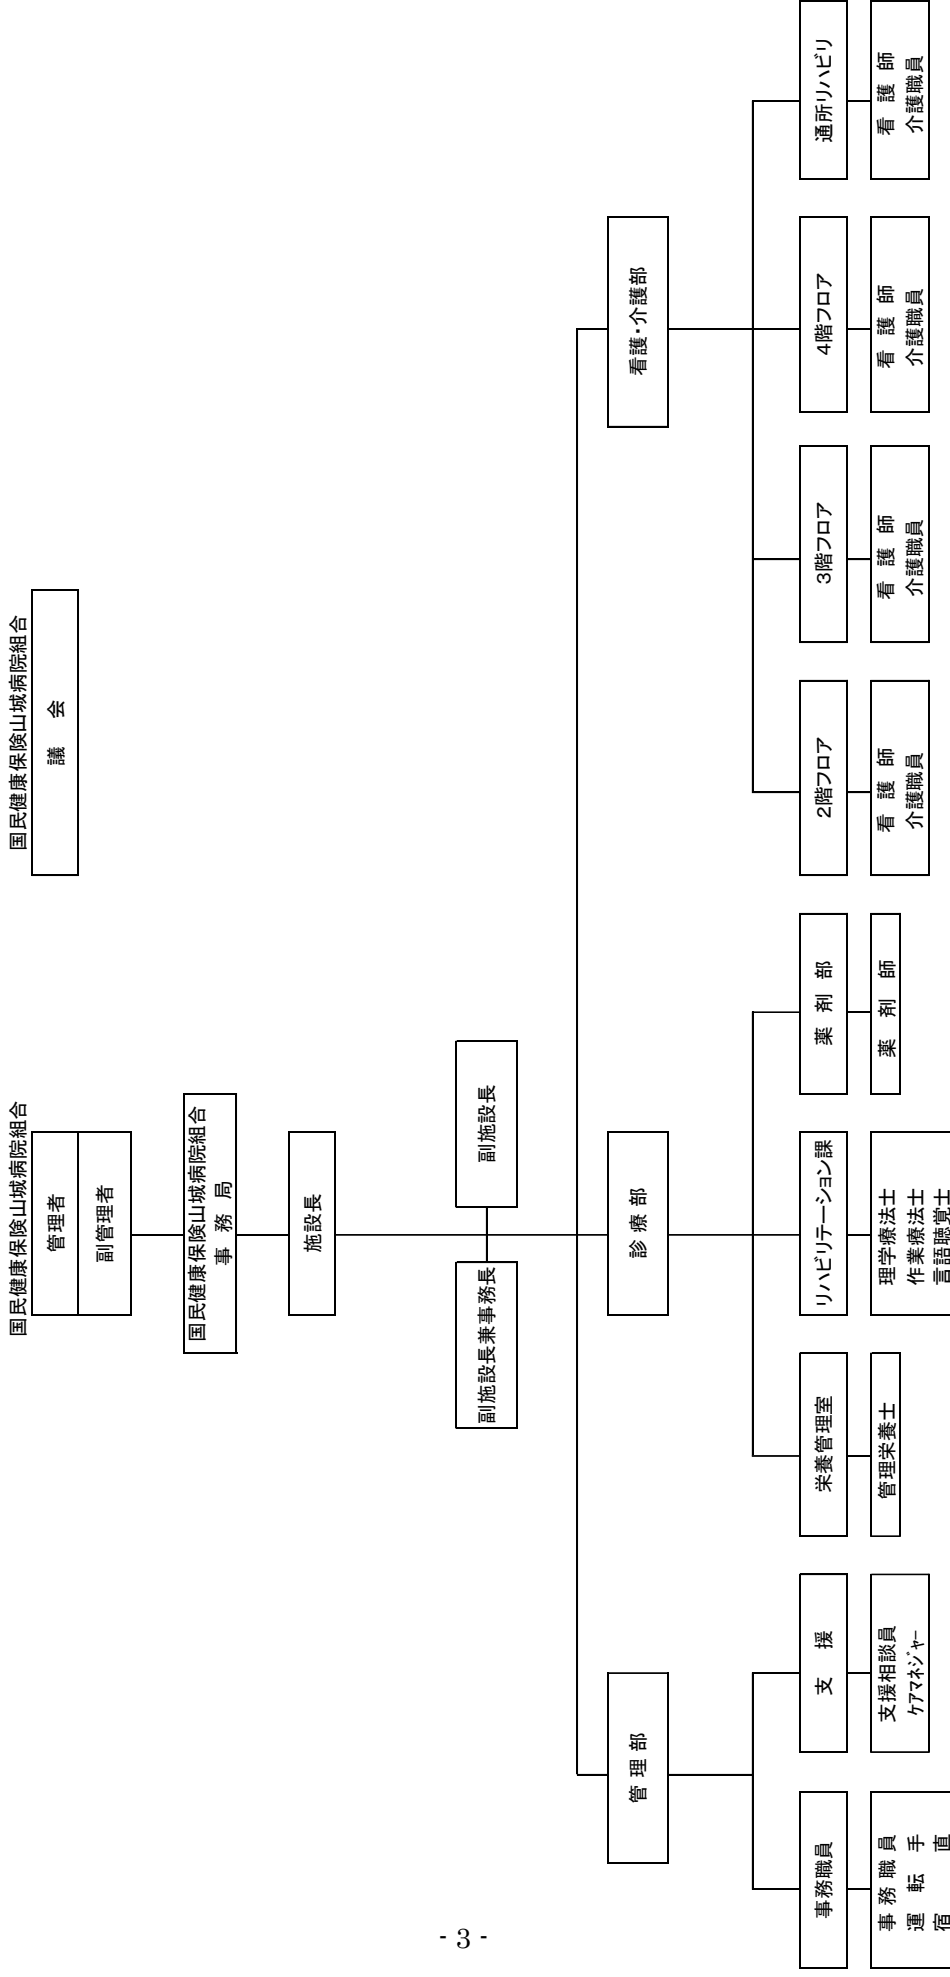 国民健康保険山城病院組合
管理者
副管理者
国民健康保険山城病院組合
議 会
国民健康保険山城病院組合
事 務 局
施設長
副施設長兼事務長
副施設長
管 理 部
診 療 部
看護・介護部
事務職員
支 援
栄養管理室
リハビリテーション課
薬 剤 部
2階フロア
3階フロア
4階フロア
通所リハビリ
事 務 職 員
運 転 手
宿 直
支援相談員
ケアマネジャー
管理栄養士
理学療法士
作業療法士
言語聴覚士
薬 剤 師
看 護 師
介護職員
看 護 師
介護職員
看 護 師
介護職員
看 護 師
介護職員
- 3 -